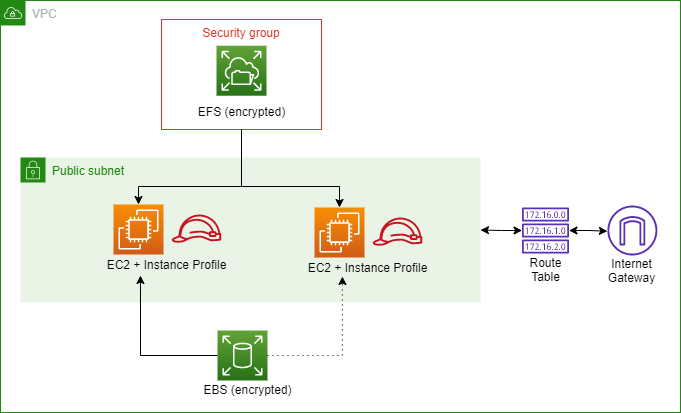 VPC
Security group
EFS (encrypted)
Public subnet
EC2 + Instance Profile
EC2 + Instance Profile
172.16.0.0
172.16.1.0
172.16.2.0
Route
Table
Internet
Gateway
EBS (encrypted)